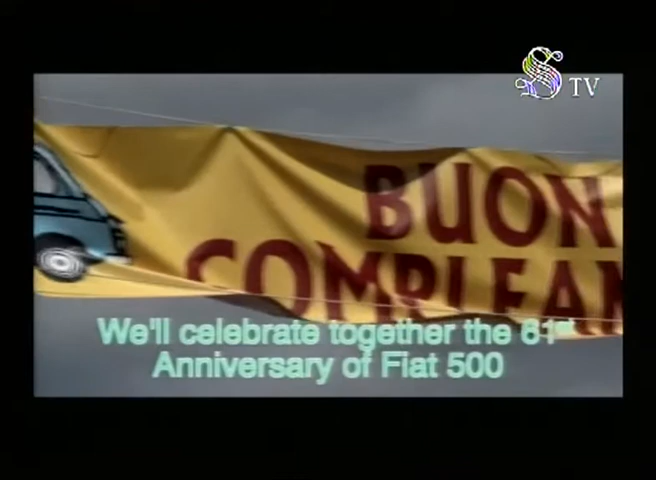 S TV
BUON
COMPLEAN
We'll celebrate together the 61st
Anniversary of Fiat 500